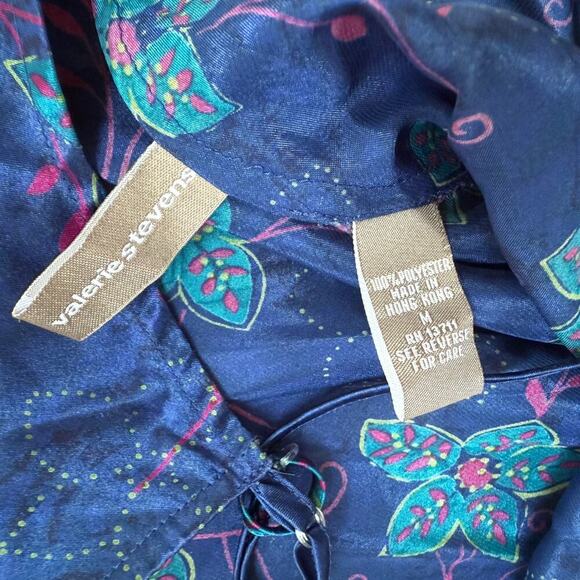 valerie stevens
100% POLYESTER
MADE IN
HONG KONG
M
RN 13711
SEE REVERSE
FOR CARE